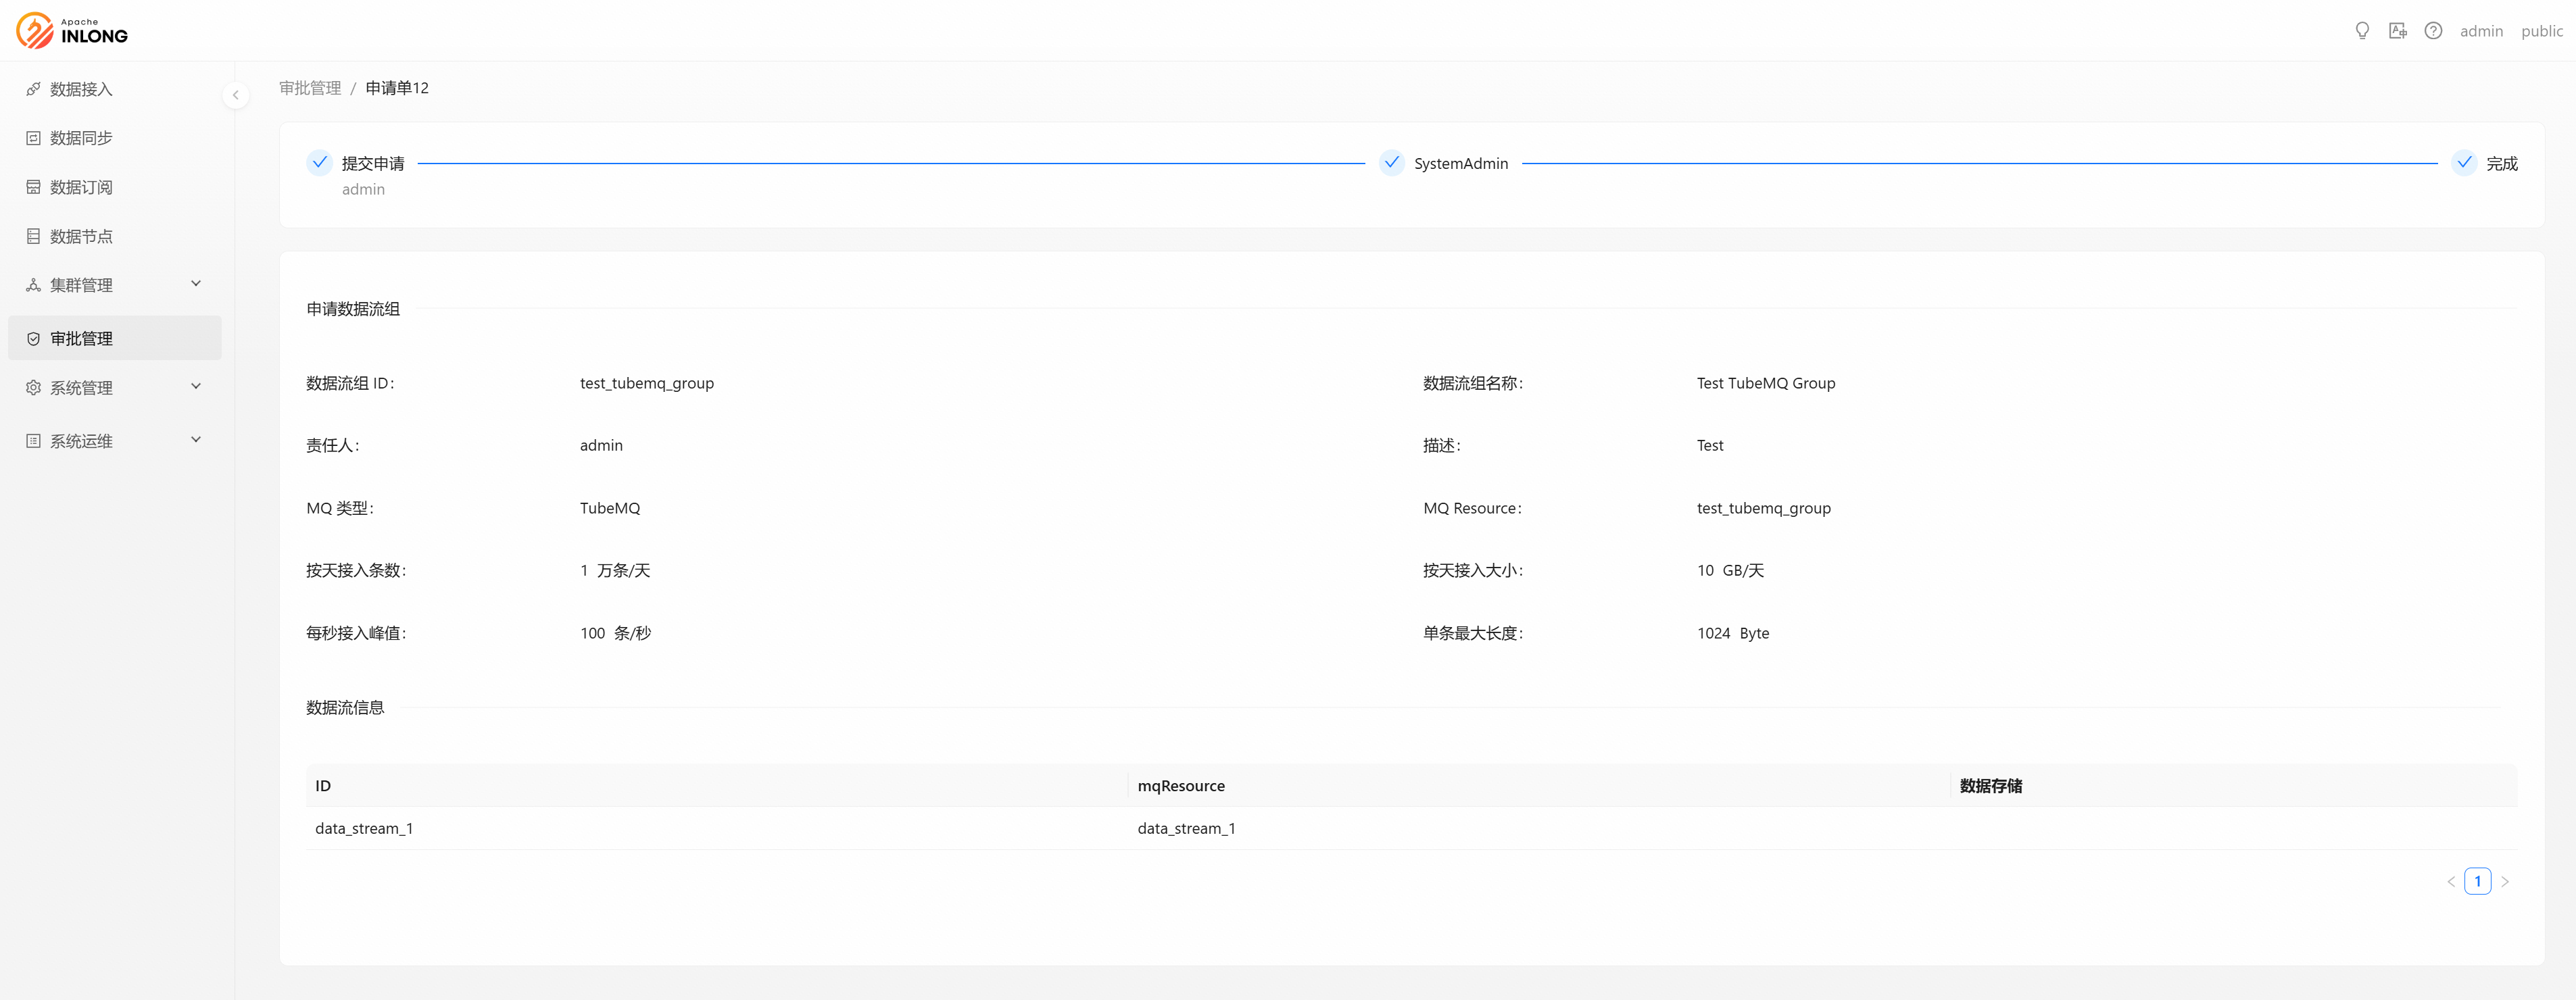 Apache
INLONG
admin public
数据接入
数据同步
数据订阅
数据节点
集群管理
审批管理
系统管理
系统运维
审批管理 / 申请单12
提交申请 SystemAdmin 完成
admin
申请数据流组
数据流组 ID: test_tubemq_group 数据流组名称: Test TubeMQ Group
责任人: admin 描述: Test
MQ 类型: TubeMQ MQ Resource: test_tubemq_group
按天接入条数: 1 万条/天 按天接入大小: 10 GB/天
每秒接入峰值: 100 条/秒 单条最大长度: 1024 Byte
数据流信息
ID mqResource 数据存储
data_stream_1 data_stream_1
1